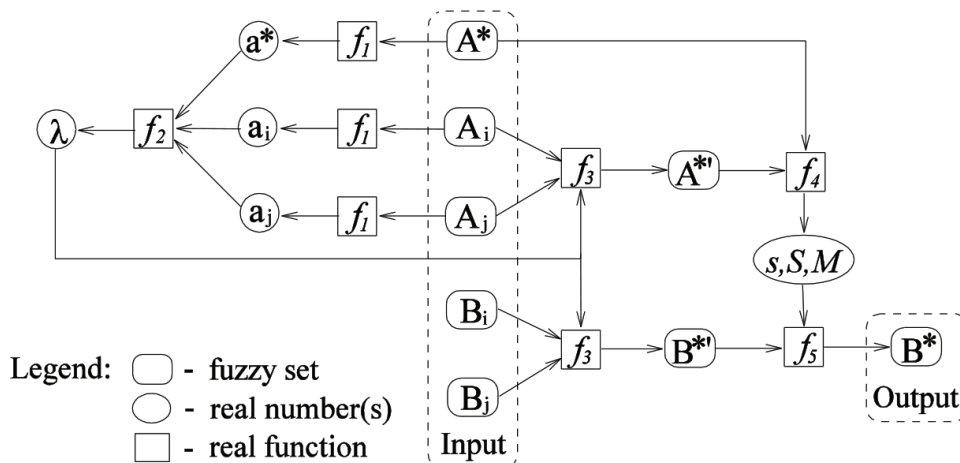 a* f₁ A*
λ f₂ aᵢ f₁ Aᵢ
f₃ A*' f₄
aⱼ f₁ Aⱼ
s,S,M
Bᵢ
f₃ B*' f₅ B*
Bⱼ
Input
Output
Legend:
- fuzzy set
- real number(s)
- real function